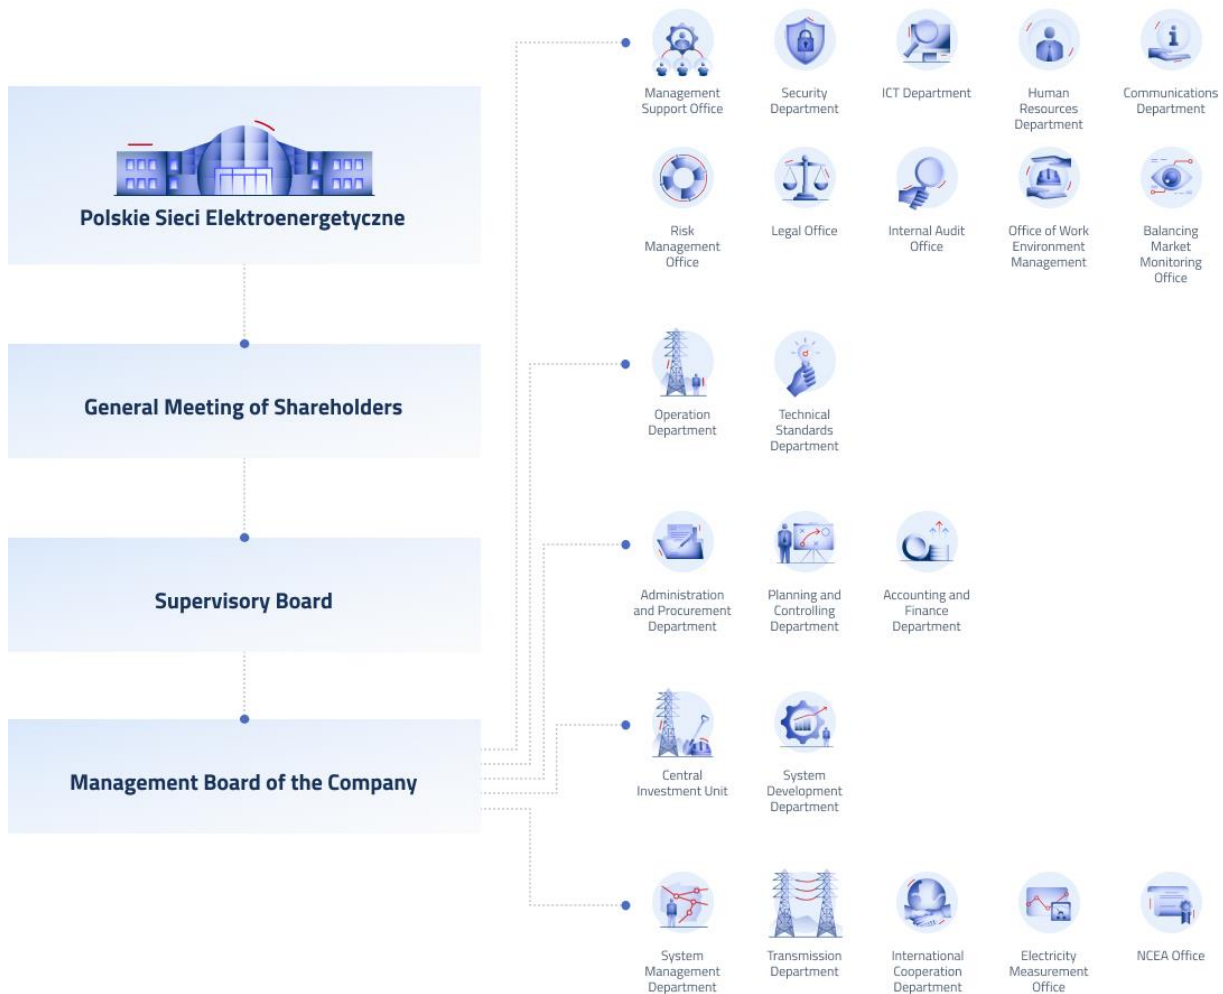 Polskie Sieci Elektroenergetyczne
General Meeting of Shareholders
Supervisory Board
Management Board of the Company
Management
Support Office
Security
Department
ICT Department
Human
Resources
Department
Communications
Department
Risk
Management
Office
Legal Office
Internal Audit
Office
Office of Work
Environment
Management
Balancing
Market
Monitoring
Office
Operation
Department
Technical
Standards
Department
Administration
and Procurement
Department
Planning and
Controlling
Department
Accounting and
Finance
Department
Central
Investment Unit
System
Development
Department
System
Management
Department
Transmission
Department
International
Cooperation
Department
Electricity
Measurement
Office
NCEA Office